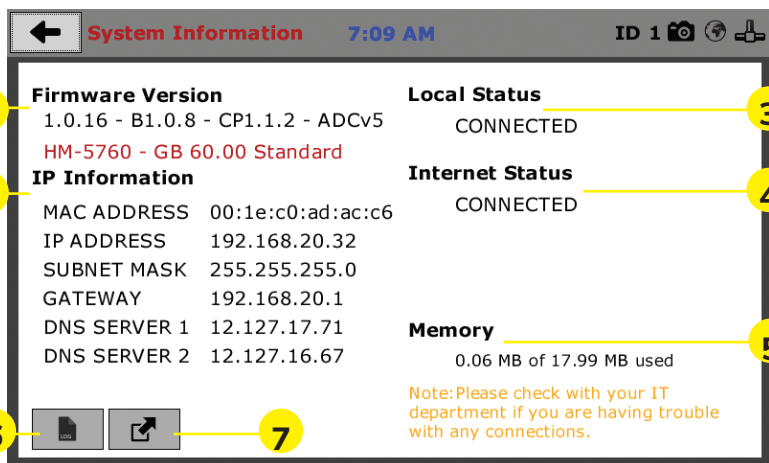 System Information 7:09 AM ID 1
Firmware Version
1.0.16 - B1.0.8 - CP1.1.2 - ADCv5
HM-5760 - GB 60.00 Standard
IP Information
MAC ADDRESS 00:1e:c0:ad:ac:c6
IP ADDRESS 192.168.20.32
SUBNET MASK 255.255.255.0
GATEWAY 192.168.20.1
DNS SERVER 1 12.127.17.71
DNS SERVER 2 12.127.16.67
LOG
7
Local Status
3
CONNECTED
Internet Status
4
CONNECTED
Memory
5
0.06 MB of 17.99 MB used
Note:Please check with your IT
department if you are having trouble
with any connections.
6